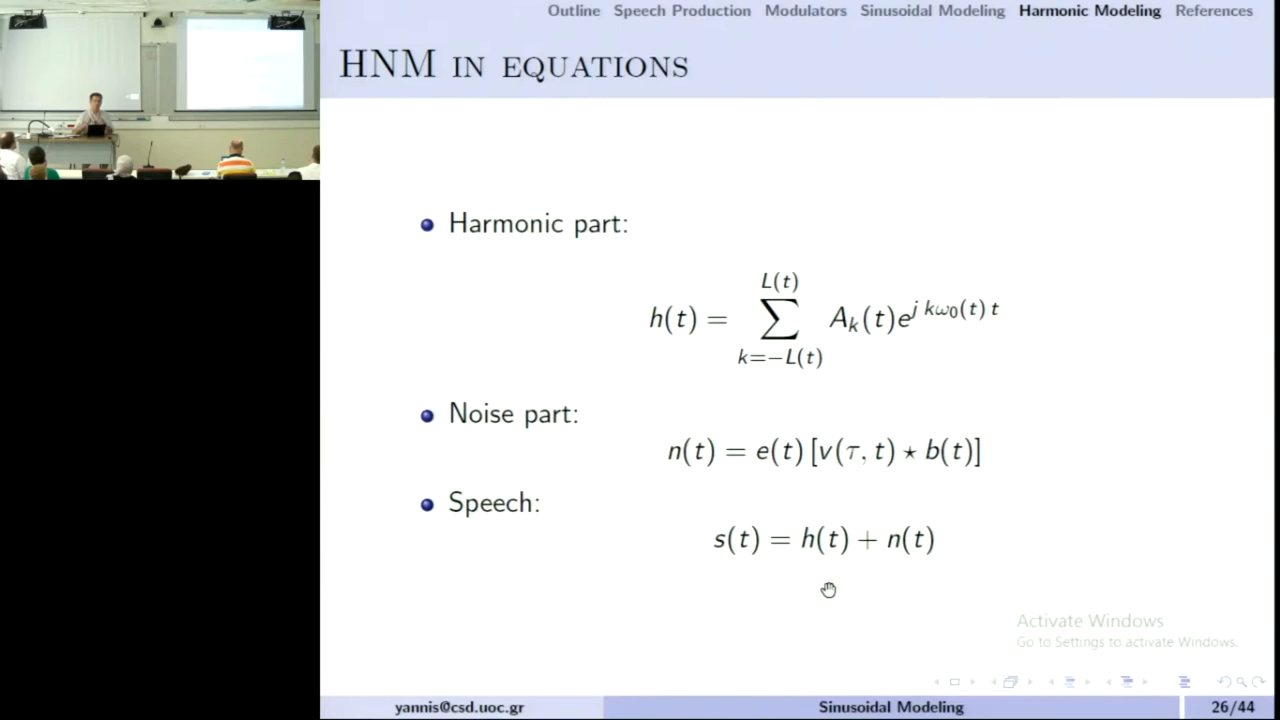 Outline Speech Production Modulators Sinusoidal Modeling Harmonic Modeling References
HNM IN EQUATIONS
Harmonic part:
h(t) = \sum_{k=-L(t)}^{L(t)} A_k(t) e^{j kω_0(t) t}
Noise part:
n(t) = e(t) [v(τ, t) ⋆ b(t)]
Speech:
s(t) = h(t) + n(t)
Activate Windows
Go to Settings to activate Windows.
yannis@csd.uoc.gr Sinusoidal Modeling 26/44